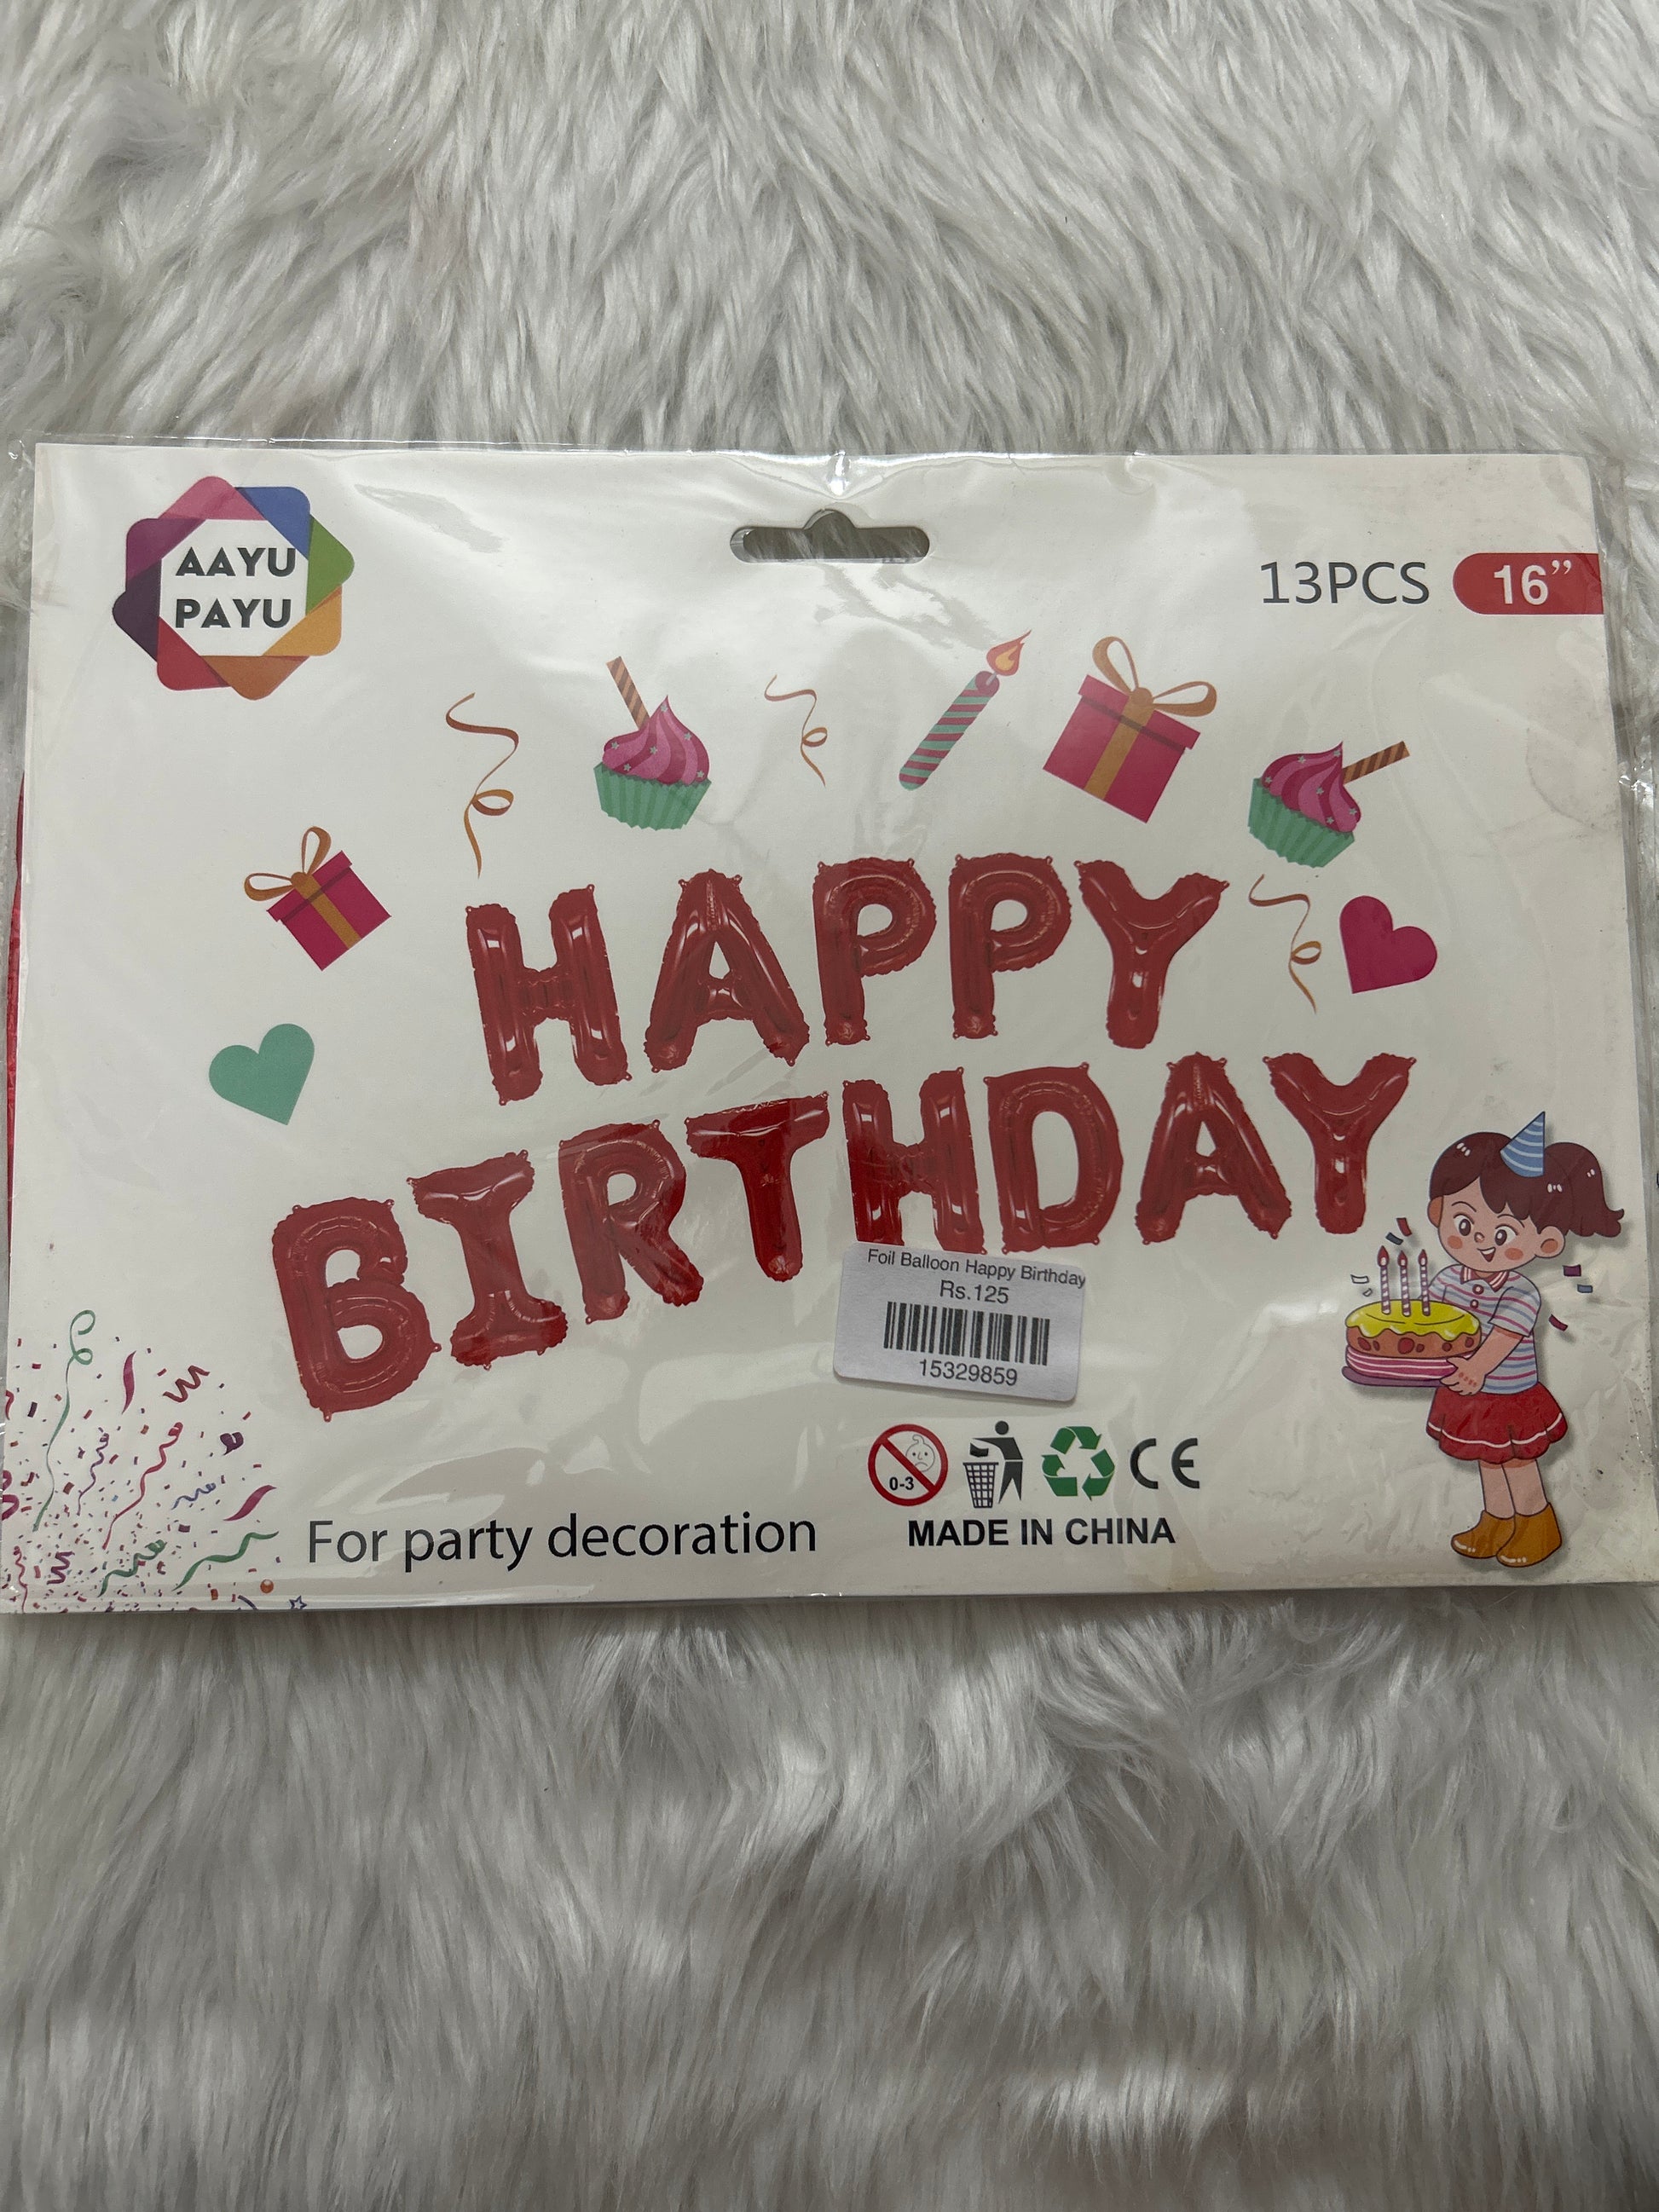 AAYU
PAYU
13PCS 16”
HAPPY
BIRTHDAY
Foil Balloon Happy Birthday
Rs.125
15329859
0-3
CE
MADE IN CHINA
For party decoration